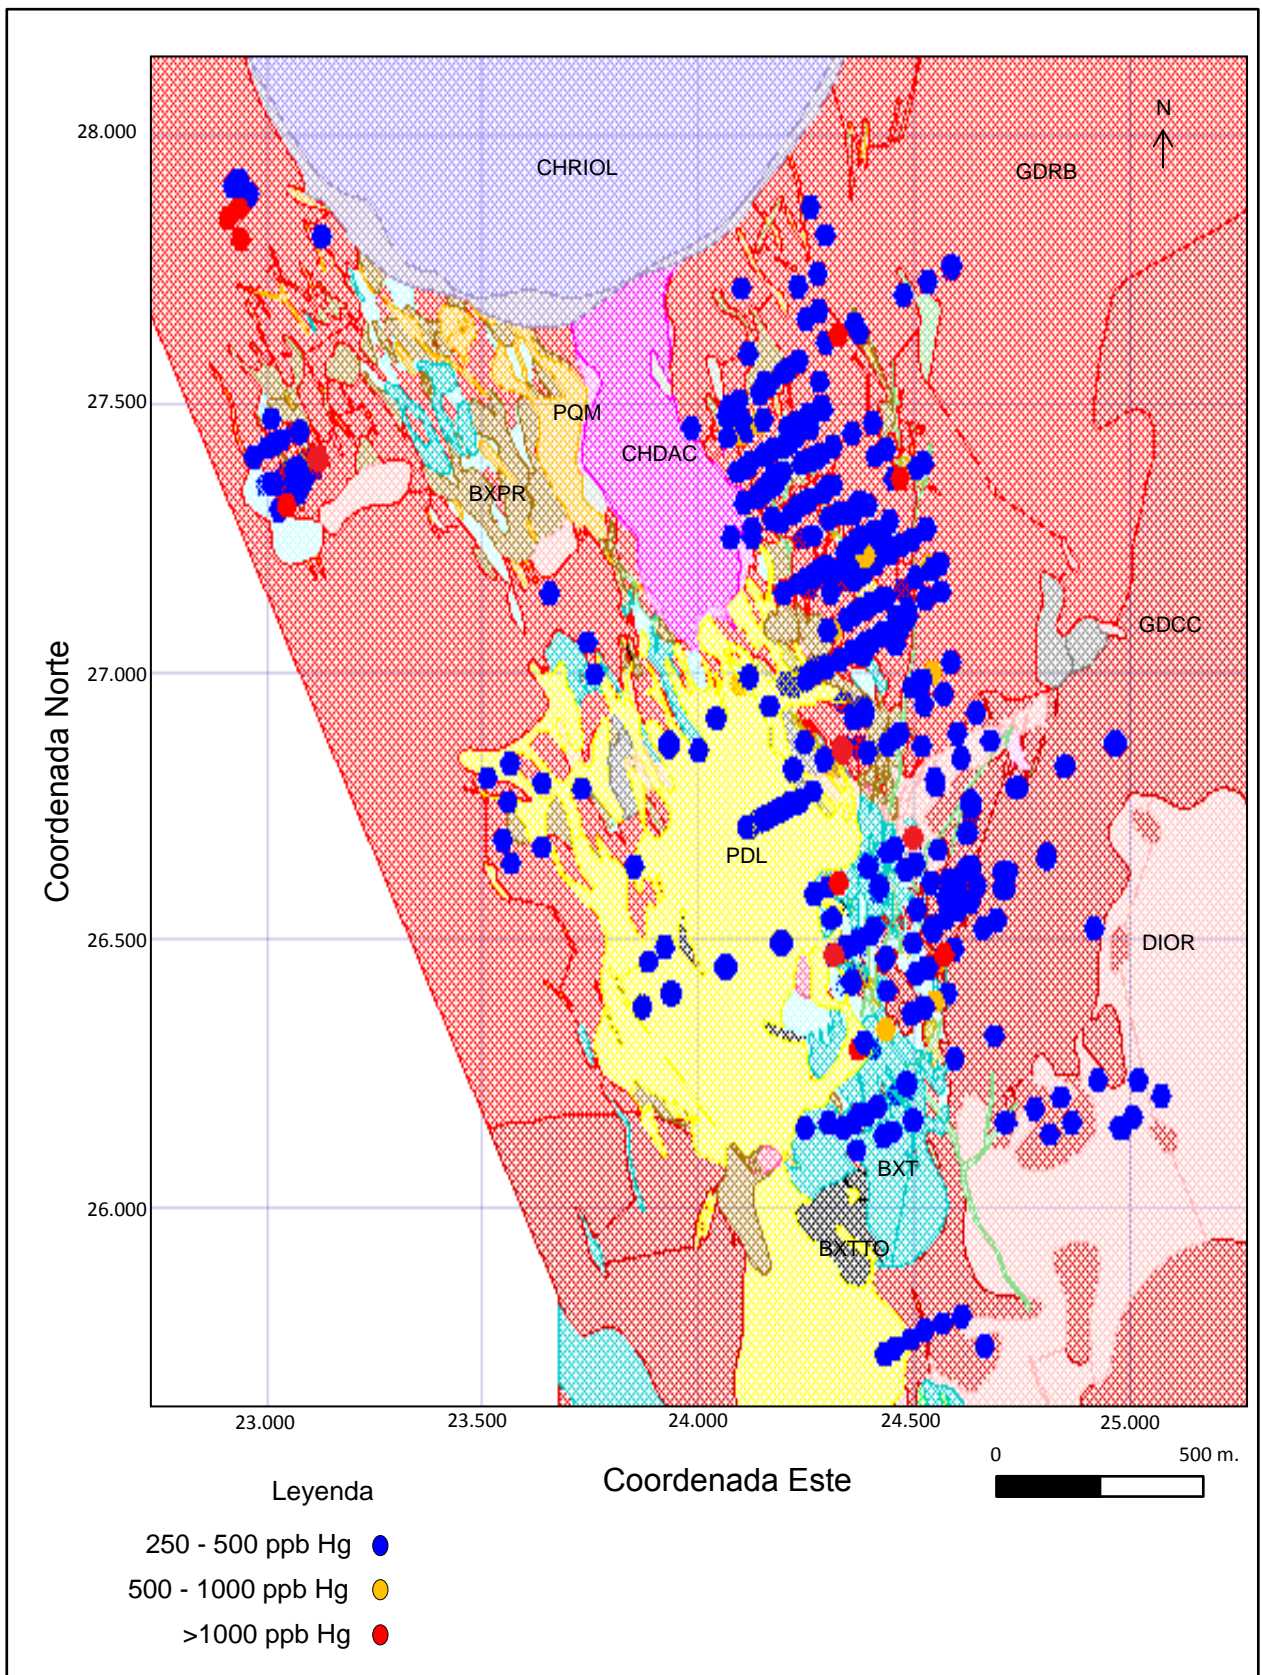 N
28.000
CHRIOL
GDRB
27.500
PQM
CHDAC
BXPR
GDCC
27.000
Coordenada Norte
PDL
26.500
DIOR
BXT
26.000
BXTTO
23.000
23.500
24.000
24.500
25.000
0
500 m.
Coordenada Este
Leyenda
250 - 500 ppb Hg
500 - 1000 ppb Hg
>1000 ppb Hg